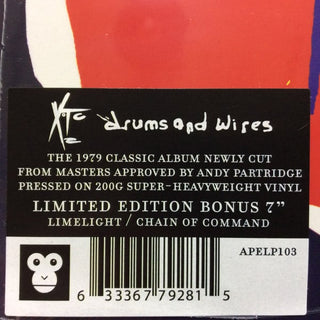 XTC drums and wires
THE 1979 CLASSIC ALBUM NEWLY CUT
FROM MASTERS APPROVED BY ANDY PARTRIDGE
PRESSED ON 200G SUPER-HEAVYWEIGHT VINYL
LIMITED EDITION BONUS 7”
LIMELIGHT / CHAIN OF COMMAND
APELP103
6 33367 79281 5